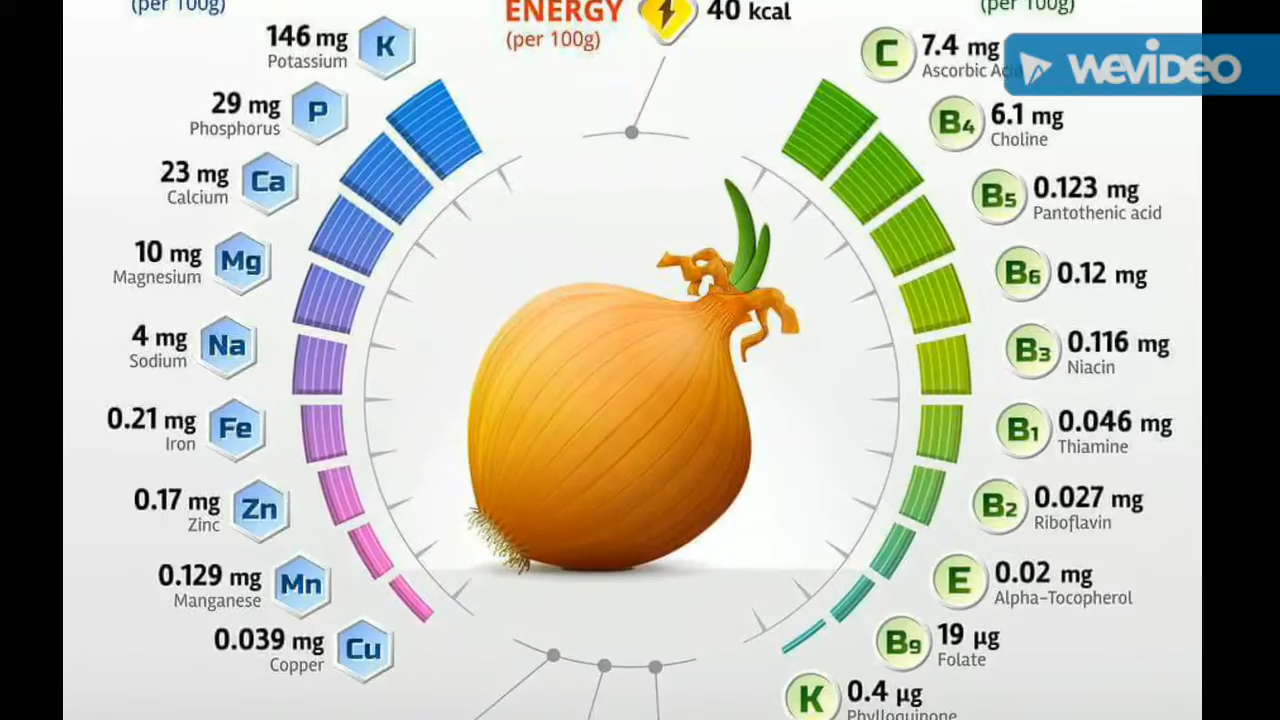 (per 100g)
146 mg
Potassium
K
29 mg
Phosphorus
P
23 mg
Calcium
Ca
10 mg
Magnesium
Mg
4 mg
Sodium
Na
0.21 mg
Iron
Fe
0.17 mg
Zinc
Zn
0.129 mg
Manganese
Mn
0.039 mg
Copper
Cu
ENERGY
(per 100g)
40 kcal
(per 100g)
C
7.4 mg
Ascorbic Acid
WEVIDEO
B4
6.1 mg
Choline
B5
0.123 mg
Pantothenic acid
B6
0.12 mg
B3
0.116 mg
Niacin
B1
0.046 mg
Thiamine
B2
0.027 mg
Riboflavin
E
0.02 mg
Alpha-Tocopherol
B9
19 µg
Folate
K
0.4 µg
Phylloquinone